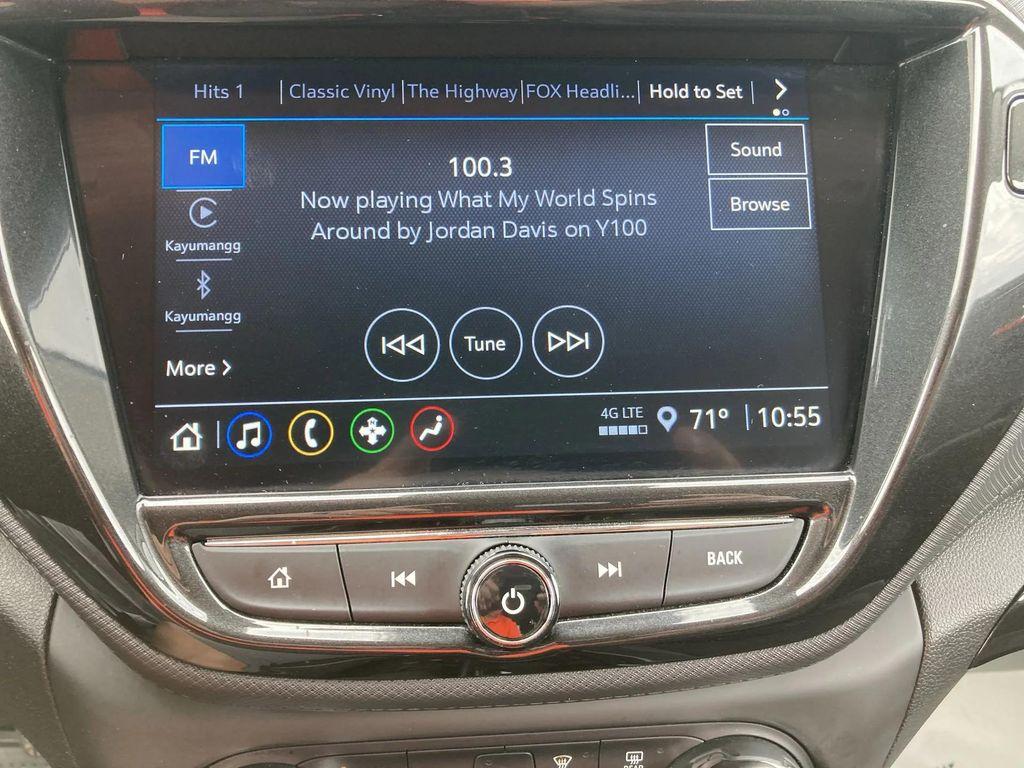 Hits 1 Classic Vinyl The Highway FOX Headli... Hold to Set
FM
100.3
Sound
Now playing What My World Spins
Around by Jordan Davis on Y100
Browse
Kayumangg
Kayumangg
Tune
More
4G LTE 71° 10:55
BACK
REAR